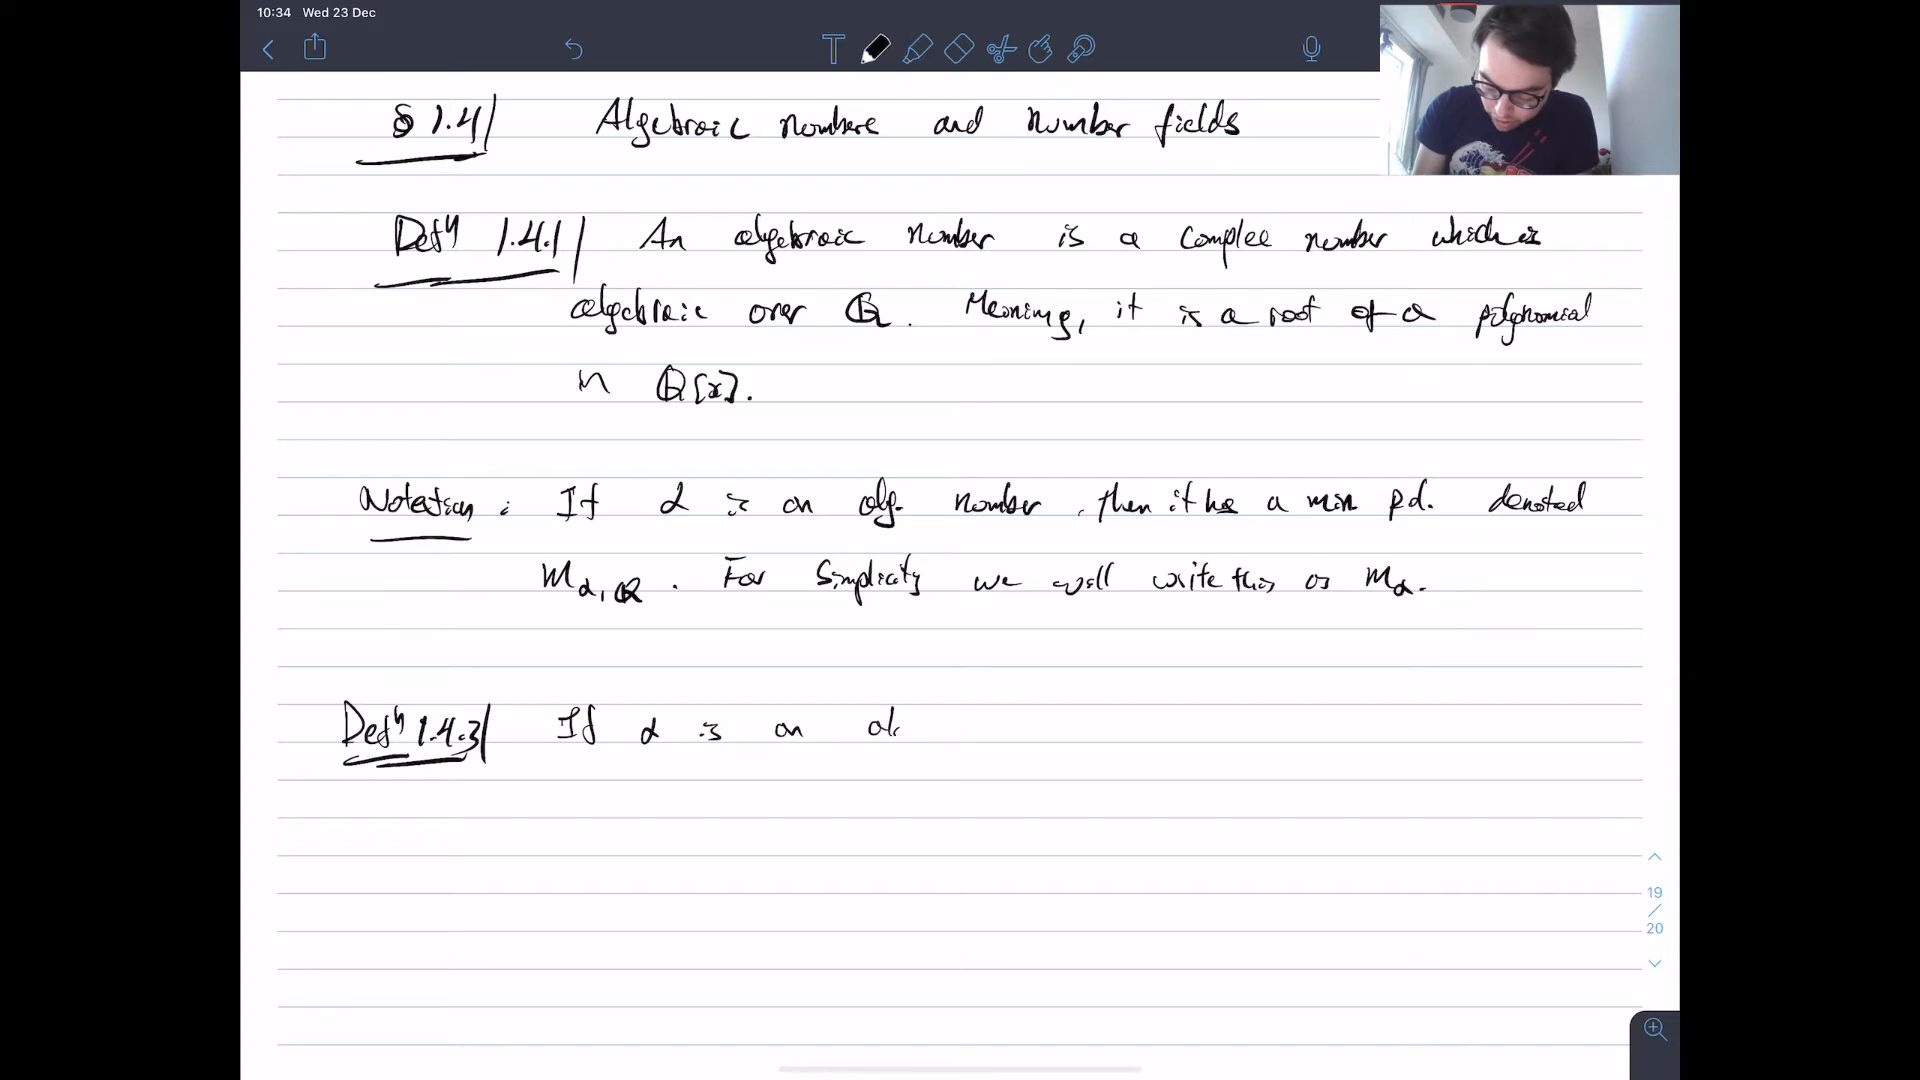 10:34 Wed 23 Dec
§ 1.4 Algebraic numbers and number fields
Defⁿ 1.4.1 An algebraic number is a complex number which is
algebraic over ℚ. Meaning, it is a root of a polynomial
in ℚ[x].
Notation: If α is an alg. number, then it has a min pol. denoted
m_α,ℚ. For simplicity we will write this as m_α.
Defⁿ 1.4.3 If α is an al
19
/
20